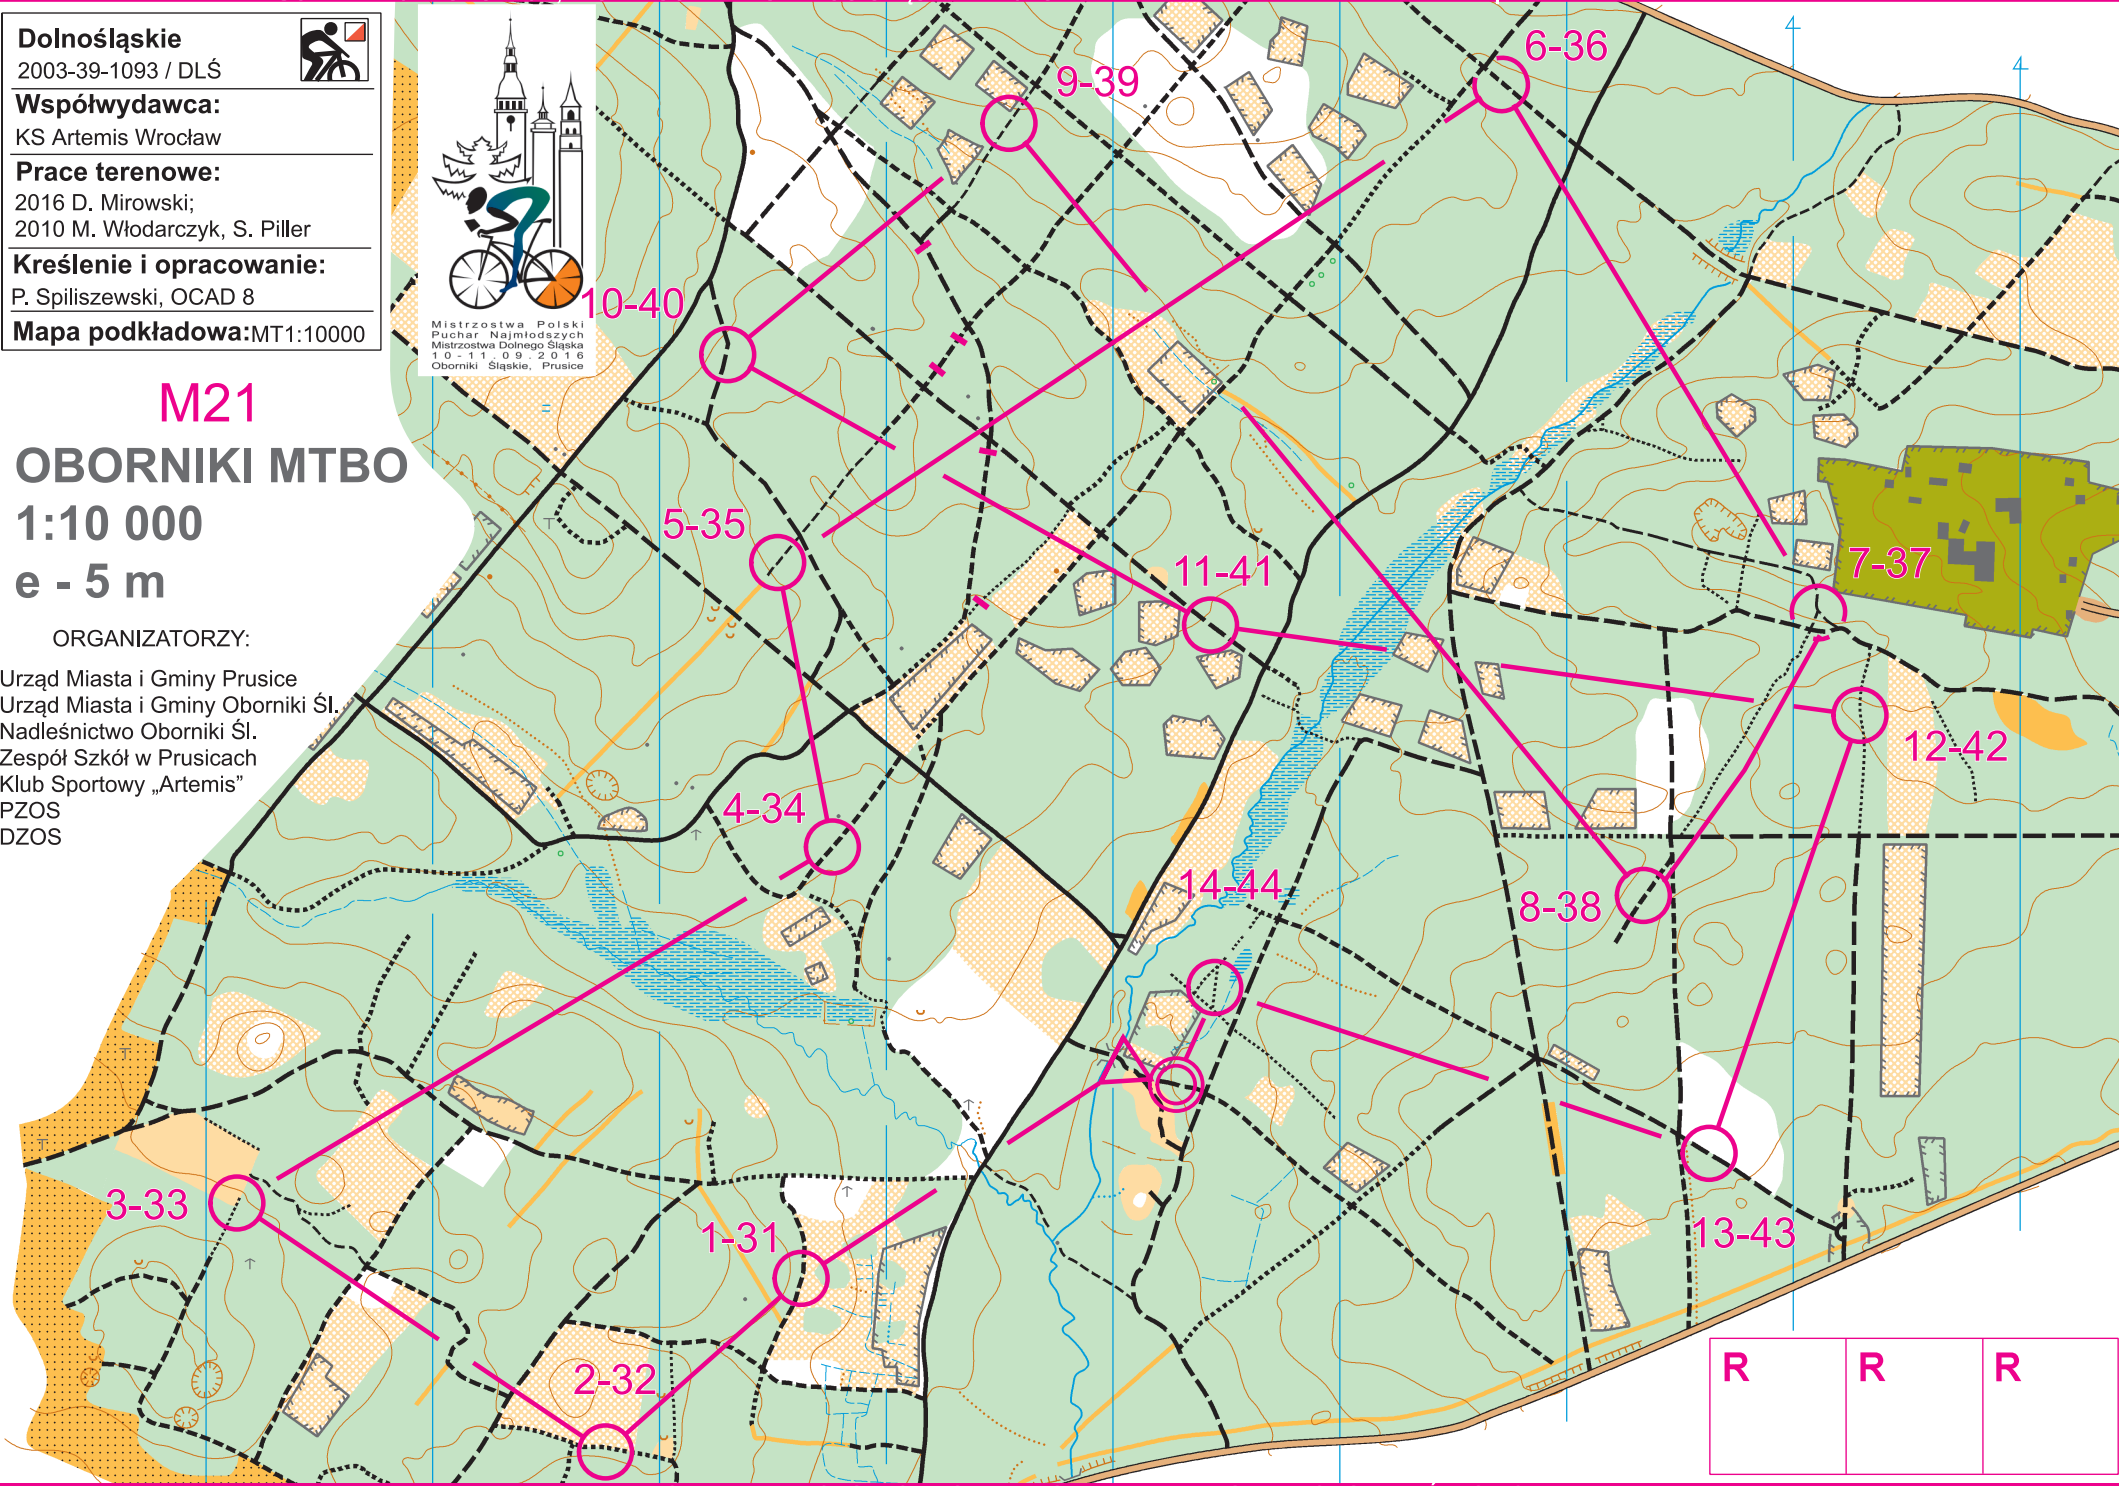 Dolnośląskie
2003-39-1093 / DLŚ
Współwydawca:
KS Artemis Wrocław
Prace terenowe:
2016 D. Mirowski;
2010 M. Włodarczyk, S. Piller
Kreślenie i opracowanie:
P. Spiliszewski, OCAD 8
Mapa podkładowa:MT1:10000
Mistrzostwa Polski
Puchar Najmłodszych
Mistrzostwa Dolnego Śląska
10-11.09.2016
Oborniki Śląskie, Prusice
M21
OBORNIKI MTBO
1:10 000
e - 5 m
ORGANIZATORZY:
Urząd Miasta i Gminy Prusice
Urząd Miasta i Gminy Oborniki Śl.
Nadleśnictwo Oborniki Śl.
Zespół Szkół w Prusicach
Klub Sportowy „Artemis”
PZOS
DZOS
6-36
9-39
10-40
5-35
11-41
7-37
12-42
4-34
14-44
8-38
3-33
1-31
13-43
2-32
R R R